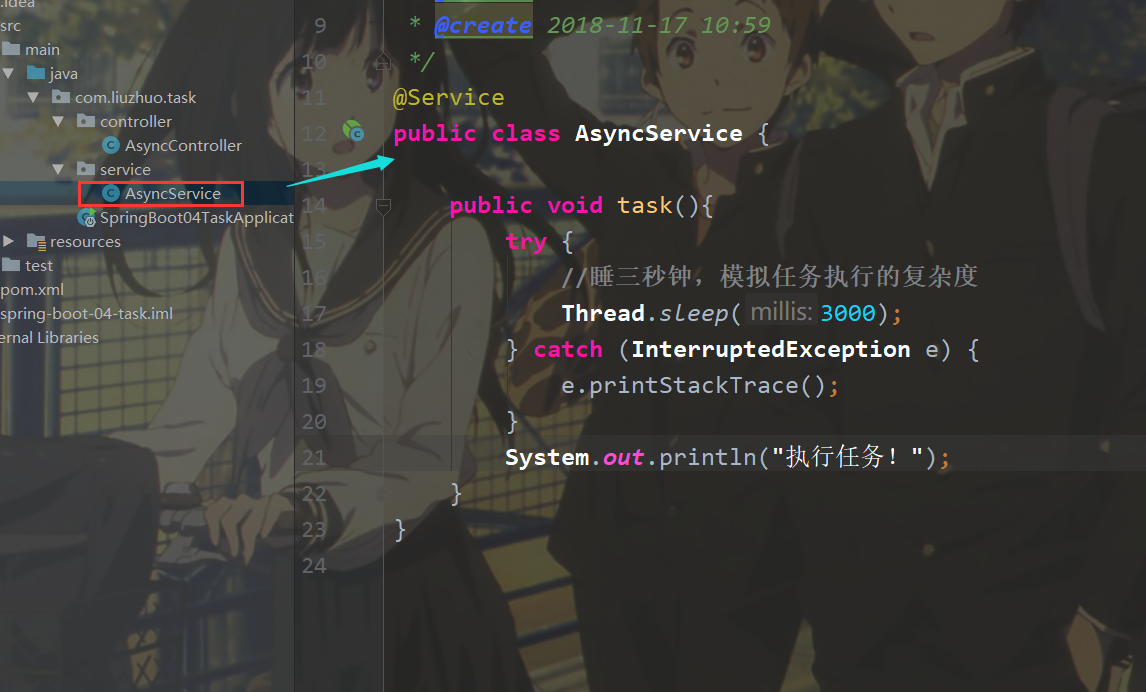 .idea
src
main
java
com.liuzhuo.task
controller
AsyncController
service
AsyncService
SpringBoot04TaskApplicat
resources
test
pom.xml
spring-boot-04-task.iml
ernal Libraries
9 * @create 2018-11-17 10:59
10 */
11 @Service
12 public class AsyncService {
13
14 public void task(){
15 try {
16 //睡三秒钟，模拟任务执行的复杂度
17 Thread.sleep( millis: 3000);
18 } catch (InterruptedException e) {
19 e.printStackTrace();
20 }
21 System.out.println("执行任务！");
22 }
23 }
24